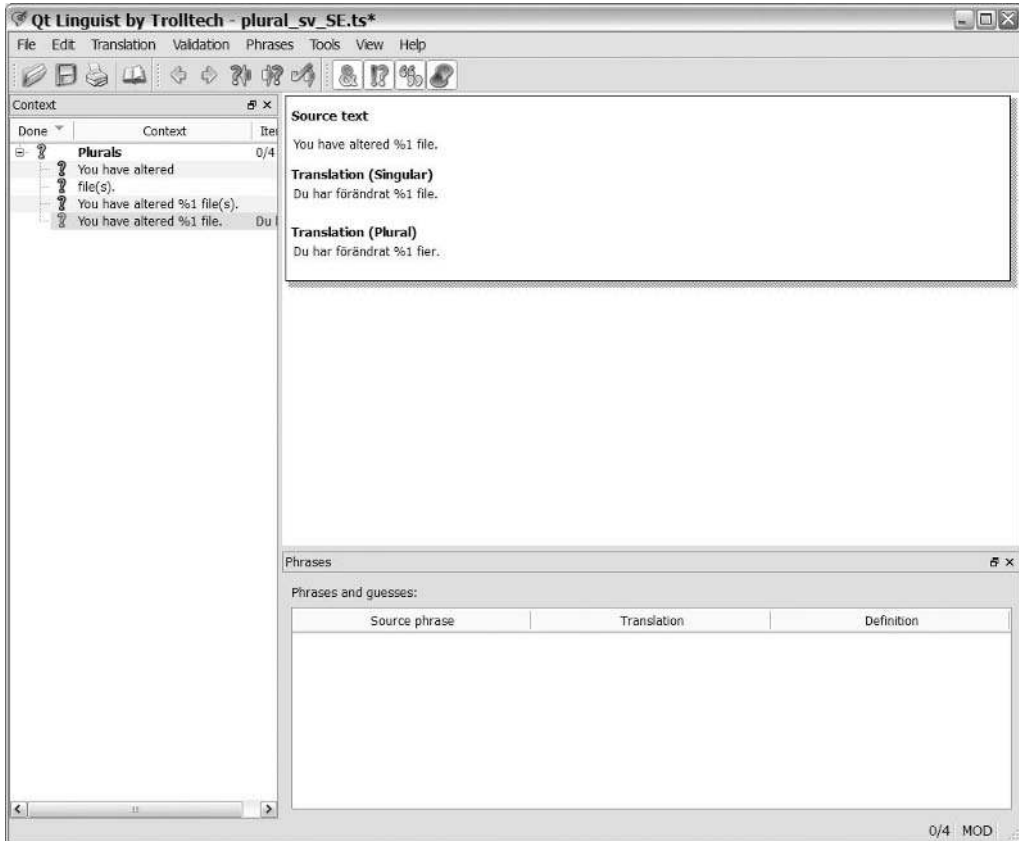 Qt Linguist by Trolltech - plural_sv_SE.ts*
File Edit Translation Validation Phrases Tools View Help
Context
Done Context Iter
Plurals 0/4
You have altered
file(s).
You have altered %1 file(s).
You have altered %1 file. Du
Source text
You have altered %1 file.
Translation (Singular)
Du har förändrat %1 file.
Translation (Plural)
Du har förändrat %1 fier.
Phrases
Phrases and guesses:
Source phrase Translation Definition
0/4 MOD